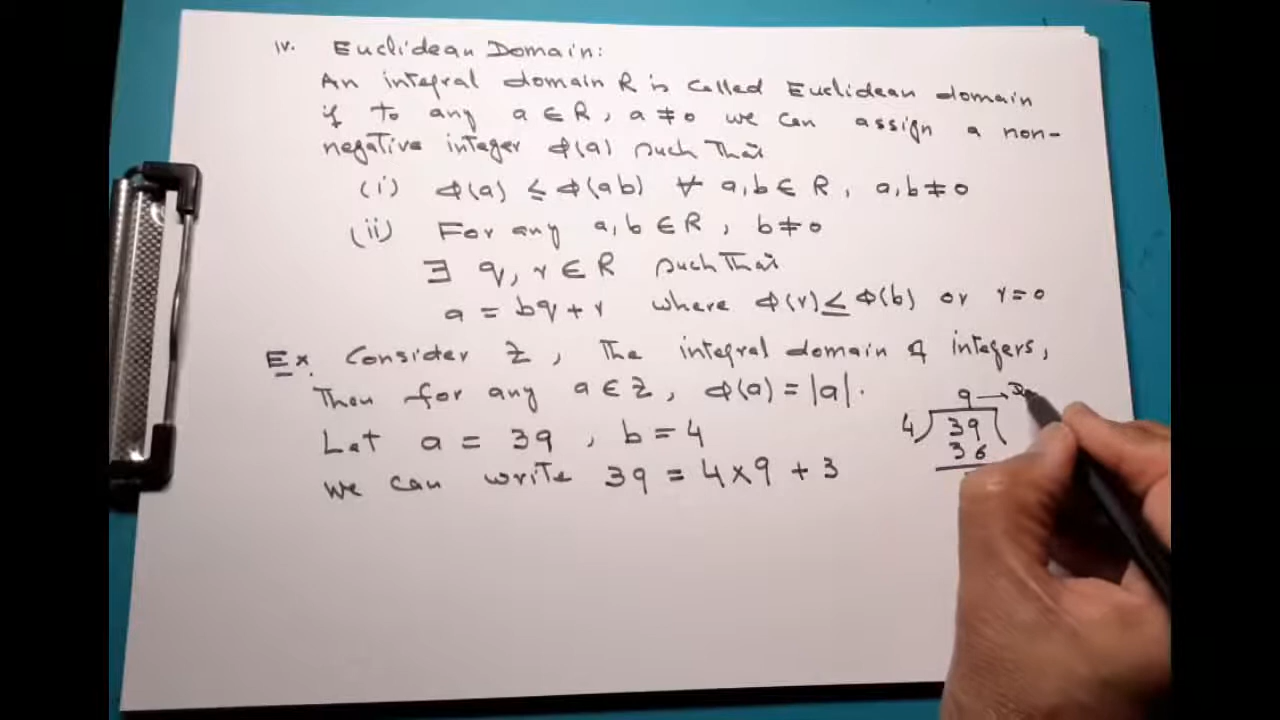 iv. Euclidean Domain:
An integral domain R is called Euclidean domain
if to any a ∈ R, a ≠ 0 we can assign a non-
negative integer φ(a) such that
(i) φ(a) ≤ φ(ab) ∀ a,b ∈ R, a,b ≠ 0
(ii) For any a, b ∈ R, b ≠ 0
∃ q, r ∈ R such that
a = bq + r where φ(r) ≤ φ(b) or r = 0
Ex. Consider Z, The integral domain of integers,
Then for any a ∈ Z, φ(a) = |a|.
Let a = 39, b = 4
we can write 39 = 4 × 9 + 3
9 →
4 ) 39 (
36